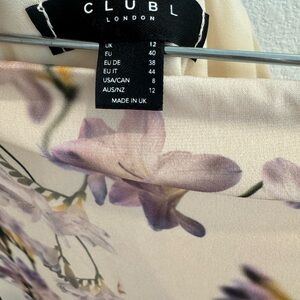 CLUB L
LONDON
UK 12
EU 40
EU DE 38
EU IT 44
USA/CAN 8
AUS/NZ 12
MADE IN UK